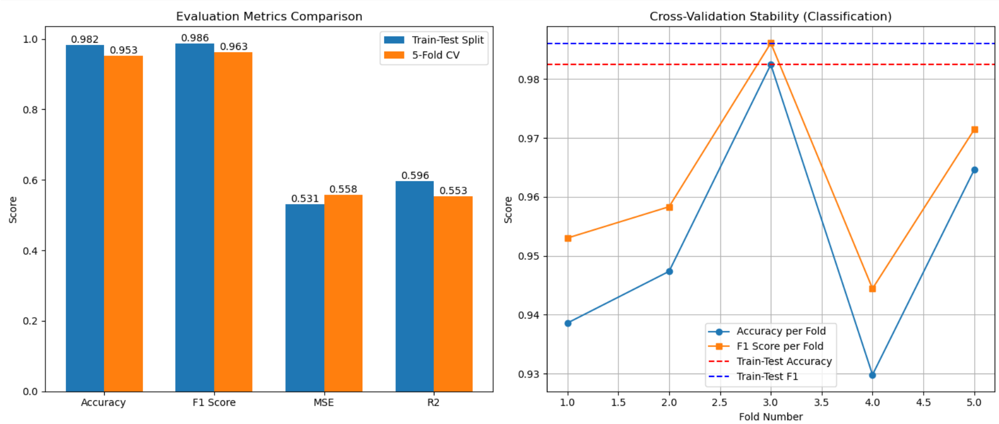 Evaluation Metrics Comparison
Score
1.0
0.8
0.6
0.4
0.2
0.0
0.982
0.953
0.986
0.963
0.531
0.558
0.596
0.553
Train-Test Split
5-Fold CV
Accuracy
F1 Score
MSE
R2
Cross-Validation Stability (Classification)
Score
0.98
0.97
0.96
0.95
0.94
0.93
Accuracy per Fold
F1 Score per Fold
Train-Test Accuracy
Train-Test F1
1.0 1.5 2.0 2.5 3.0 3.5 4.0 4.5 5.0
Fold Number